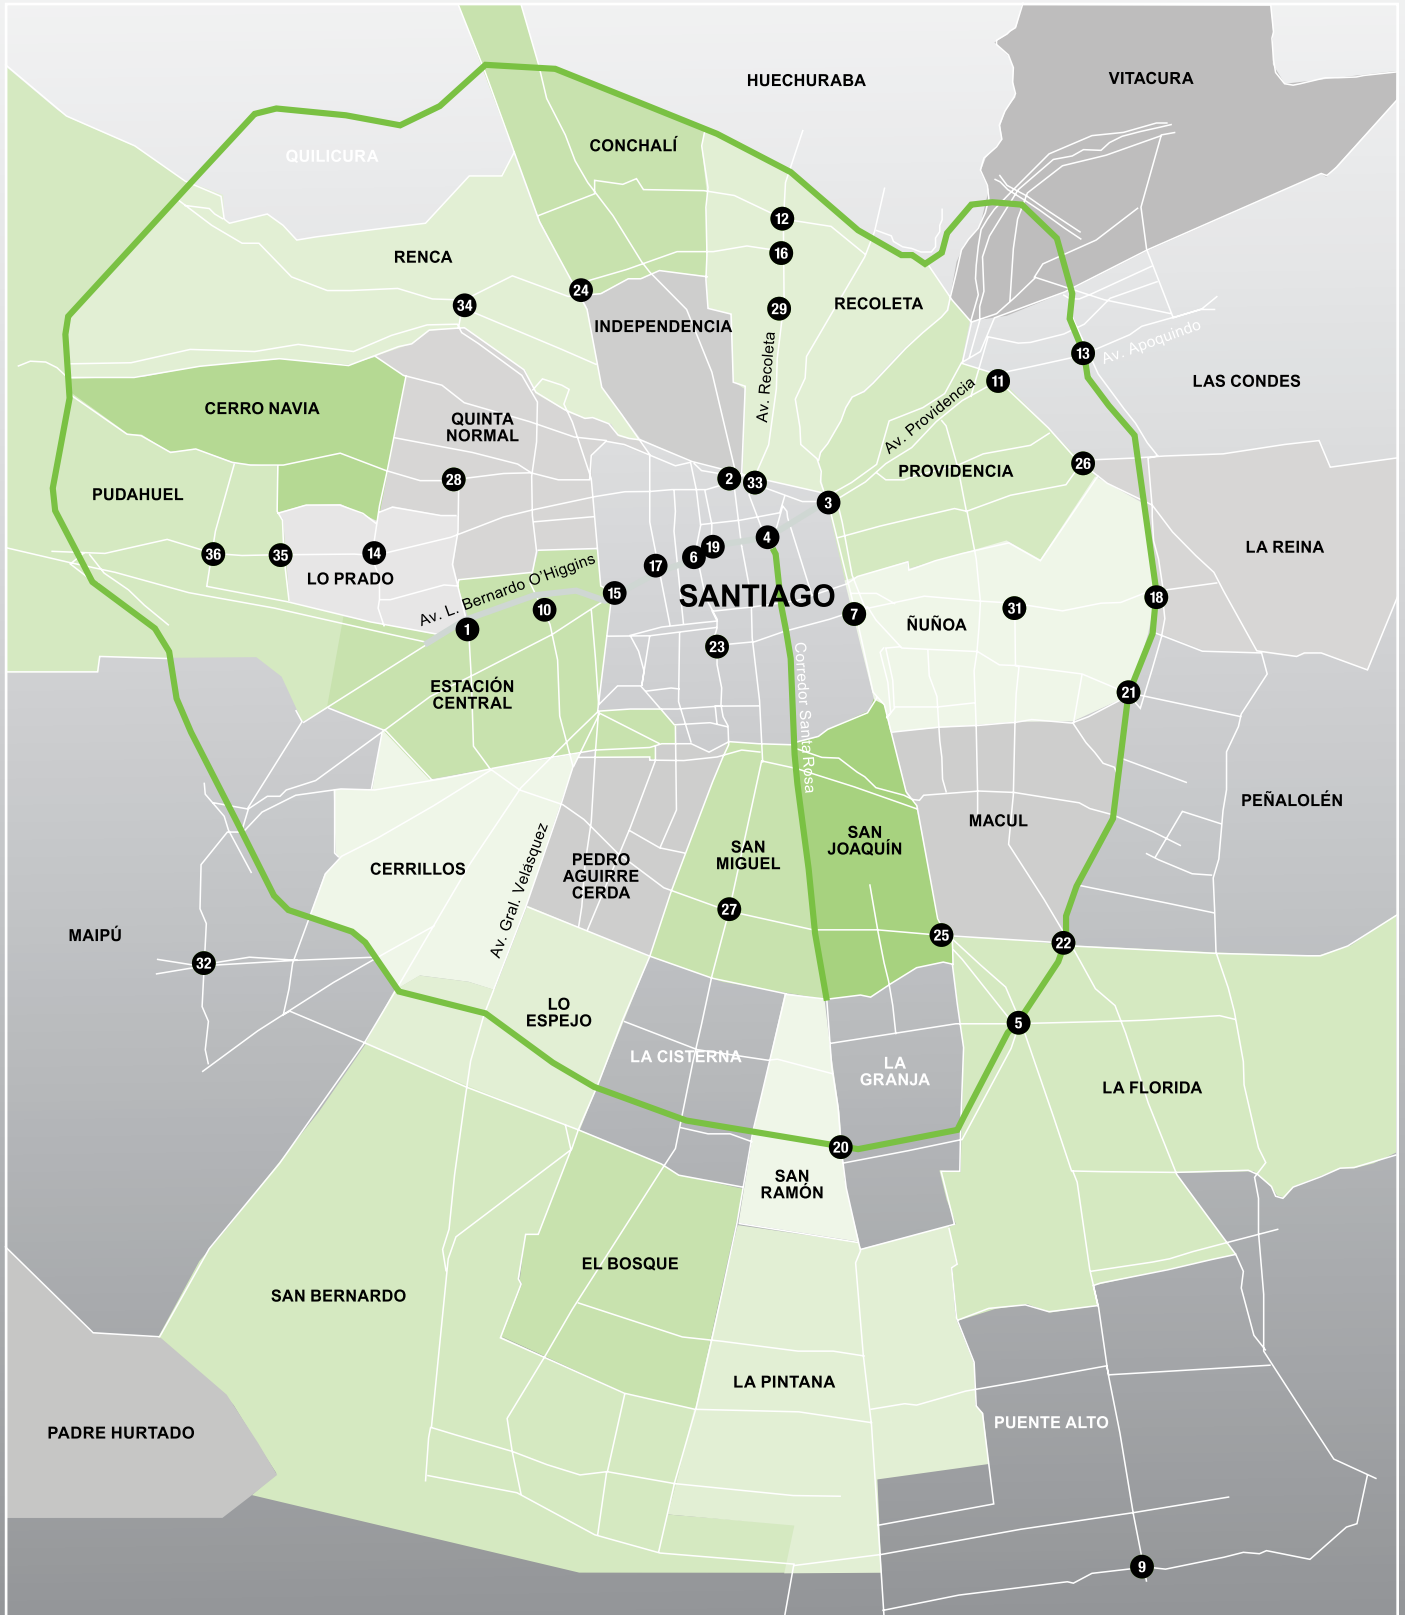 HUECHURABA
VITACURA
CONCHALÍ
QUILICURA
12
16
RENCA
24
34
29
RECOLETA
INDEPENDENCIA
Av. Recoleta
Av. Apoquindo
13
11
LAS CONDES
Av. Providencia
CERRO NAVIA
QUINTA
NORMAL
28
2
33
3
PROVIDENCIA
26
PUDAHUEL
36
35
14
LO PRADO
4
19
6
17
LA REINA
Av. L. Bernardo O'Higgins
15
SANTIAGO
18
1
10
7
31
ÑUÑOA
23
Corredor Santa Rosa
ESTACIÓN
CENTRAL
21
PEÑALOLÉN
MACUL
SAN
JOAQUÍN
SAN
MIGUEL
PEDRO
AGUIRRE
CERDA
CERRILLOS
Av. Gral. Velásquez
27
MAIPÚ
25
22
32
LO
ESPEJO
5
LA CISTERNA
LA
GRANJA
LA FLORIDA
20
SAN
RAMÓN
EL BOSQUE
SAN BERNARDO
LA PINTANA
PUENTE ALTO
PADRE HURTADO
9